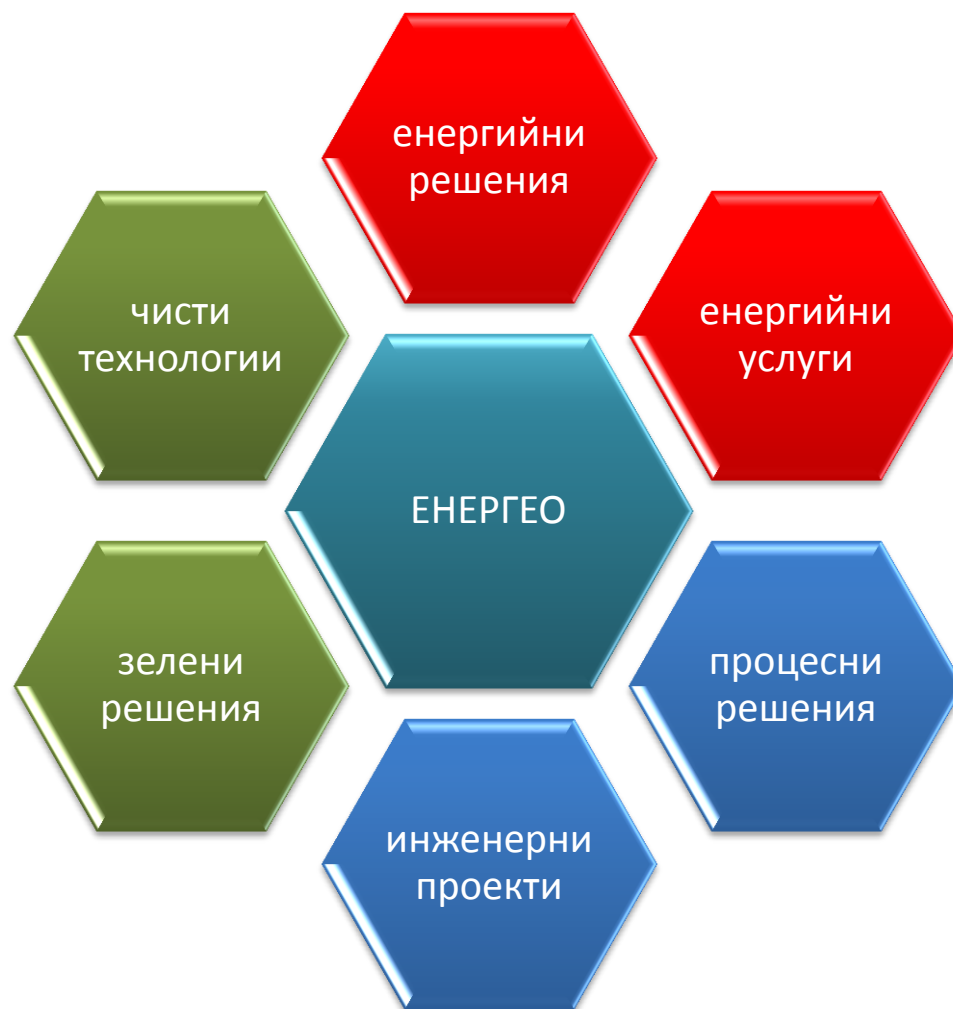 енергийни
решения
чисти
технологии
енергийни
услуги
ЕНЕРГЕО
зелени
решения
процесни
решения
инженерни
проекти